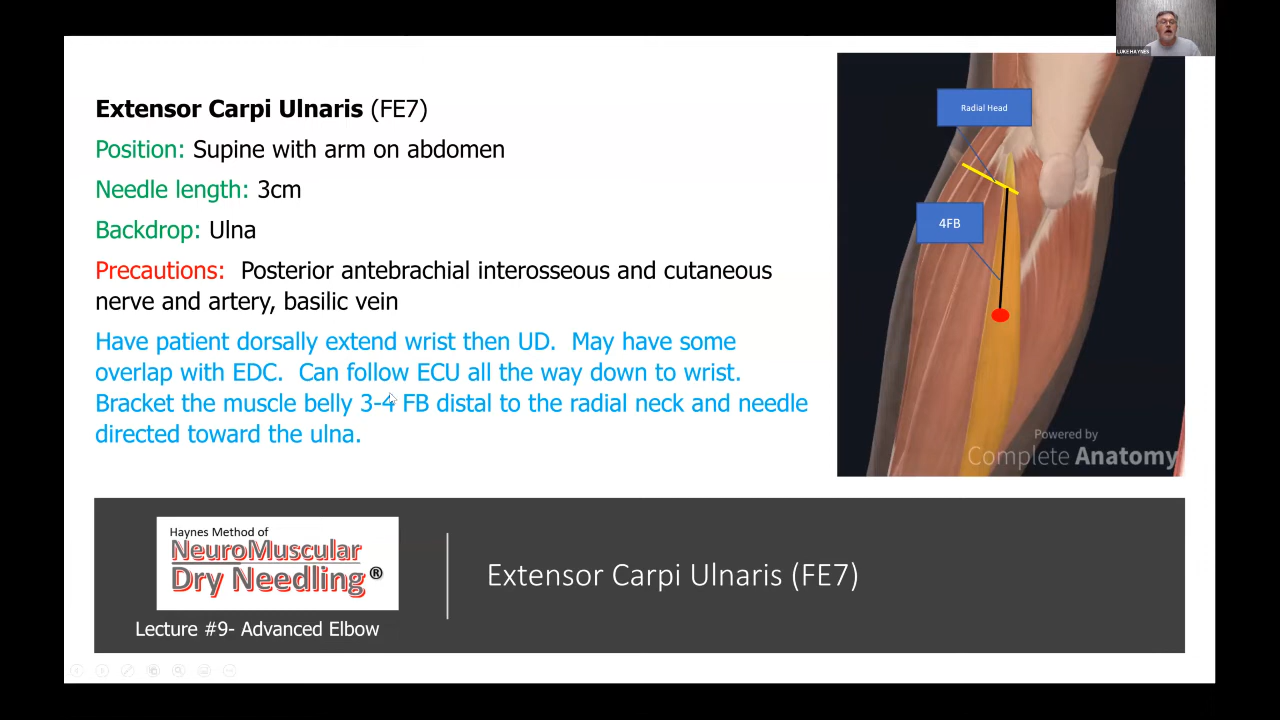 LUKE HAYNES
Extensor Carpi Ulnaris (FE7)
Position: Supine with arm on abdomen
Needle length: 3cm
Backdrop: Ulna
Precautions: Posterior antebrachial interosseous and cutaneous
nerve and artery, basilic vein
Have patient dorsally extend wrist then UD. May have some
overlap with EDC. Can follow ECU all the way down to wrist.
Bracket the muscle belly 3-4 FB distal to the radial neck and needle
directed toward the ulna.
Radial Head
4FB
Powered by
Complete Anatomy
Haynes Method of
NeuroMuscular
Dry Needling®
Lecture #9- Advanced Elbow
Extensor Carpi Ulnaris (FE7)